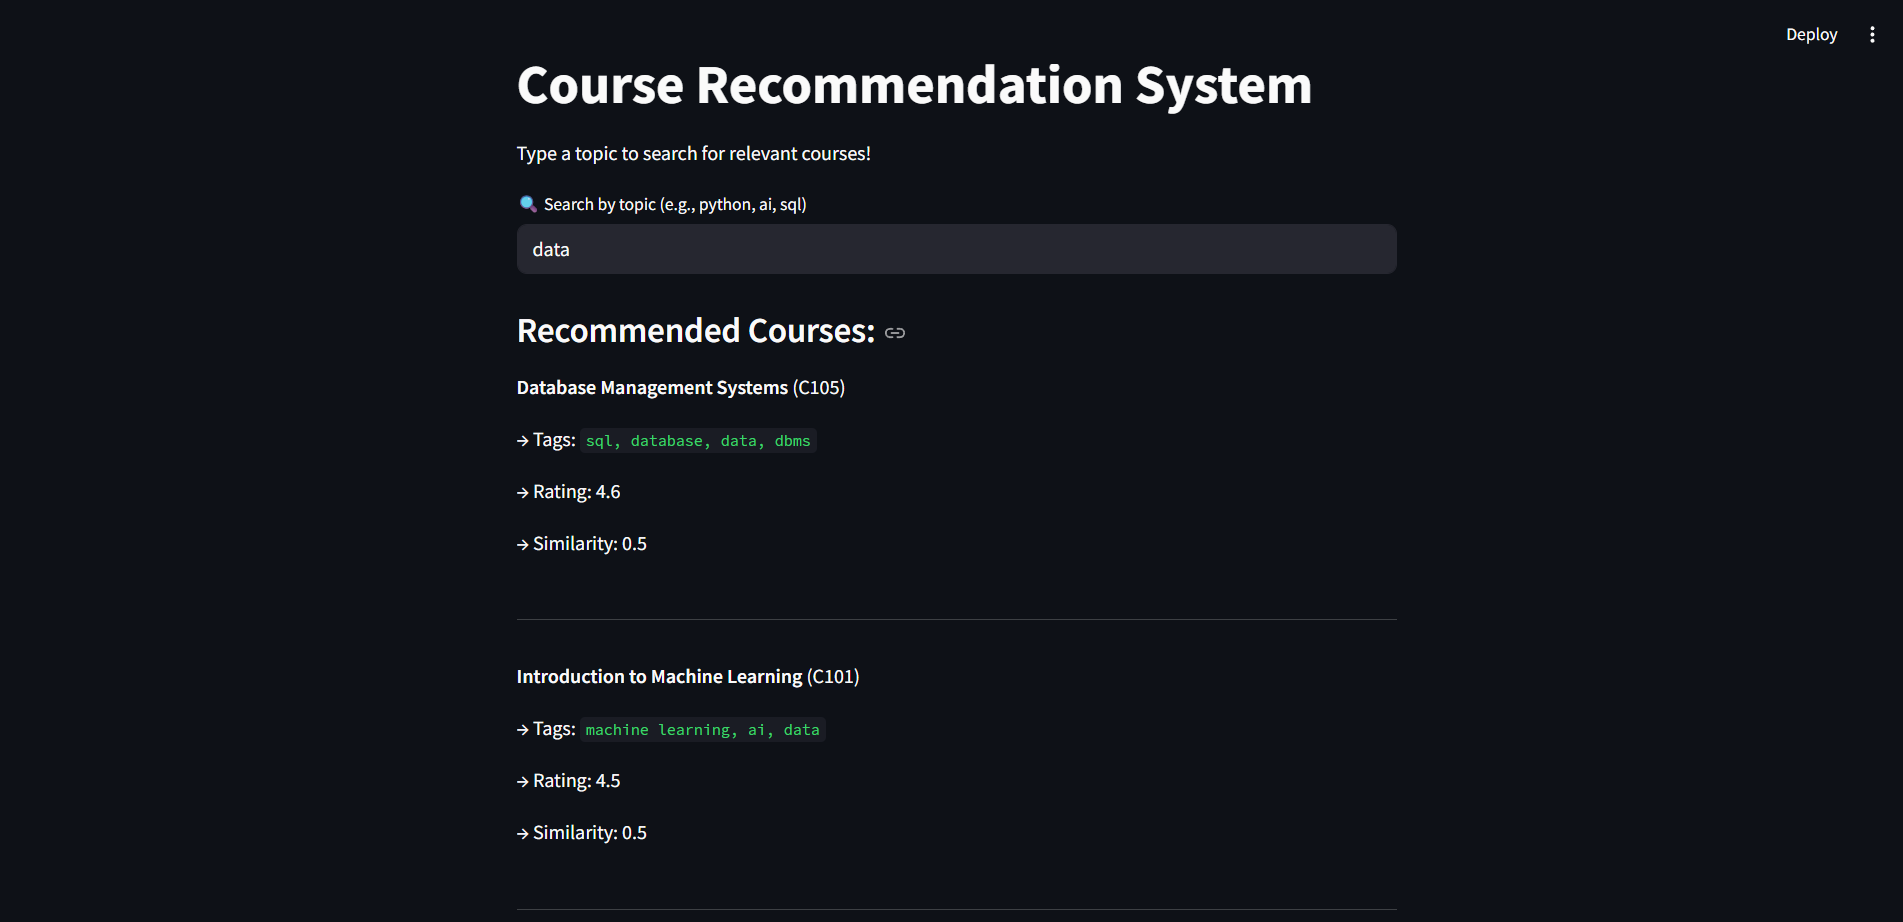 Deploy
Course Recommendation System
Type a topic to search for relevant courses!
🔍 Search by topic (e.g., python, ai, sql)
data
Recommended Courses:
Database Management Systems (C105)
→ Tags: sql, database, data, dbms
→ Rating: 4.6
→ Similarity: 0.5
Introduction to Machine Learning (C101)
→ Tags: machine learning, ai, data
→ Rating: 4.5
→ Similarity: 0.5